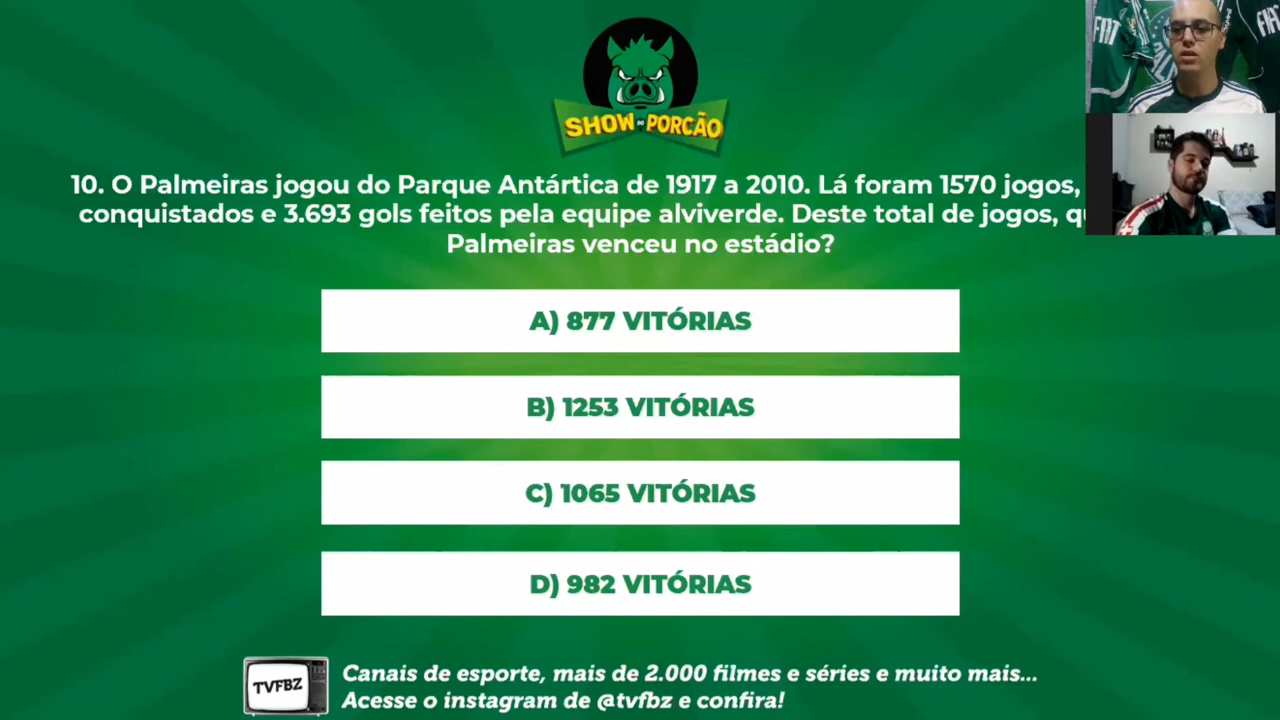 SHOW DO PORCÃO
10. O Palmeiras jogou do Parque Antártica de 1917 a 2010. Lá foram 1570 jogos,
conquistados e 3.693 gols feitos pela equipe alviverde. Deste total de jogos,
Palmeiras venceu no estádio?
A) 877 VITÓRIAS
B) 1253 VITÓRIAS
C) 1065 VITÓRIAS
D) 982 VITÓRIAS
TVFBZ
Canais de esporte, mais de 2.000 filmes e séries e muito mais...
Acesse o instagram de @tvfbz e confira!
FIAT